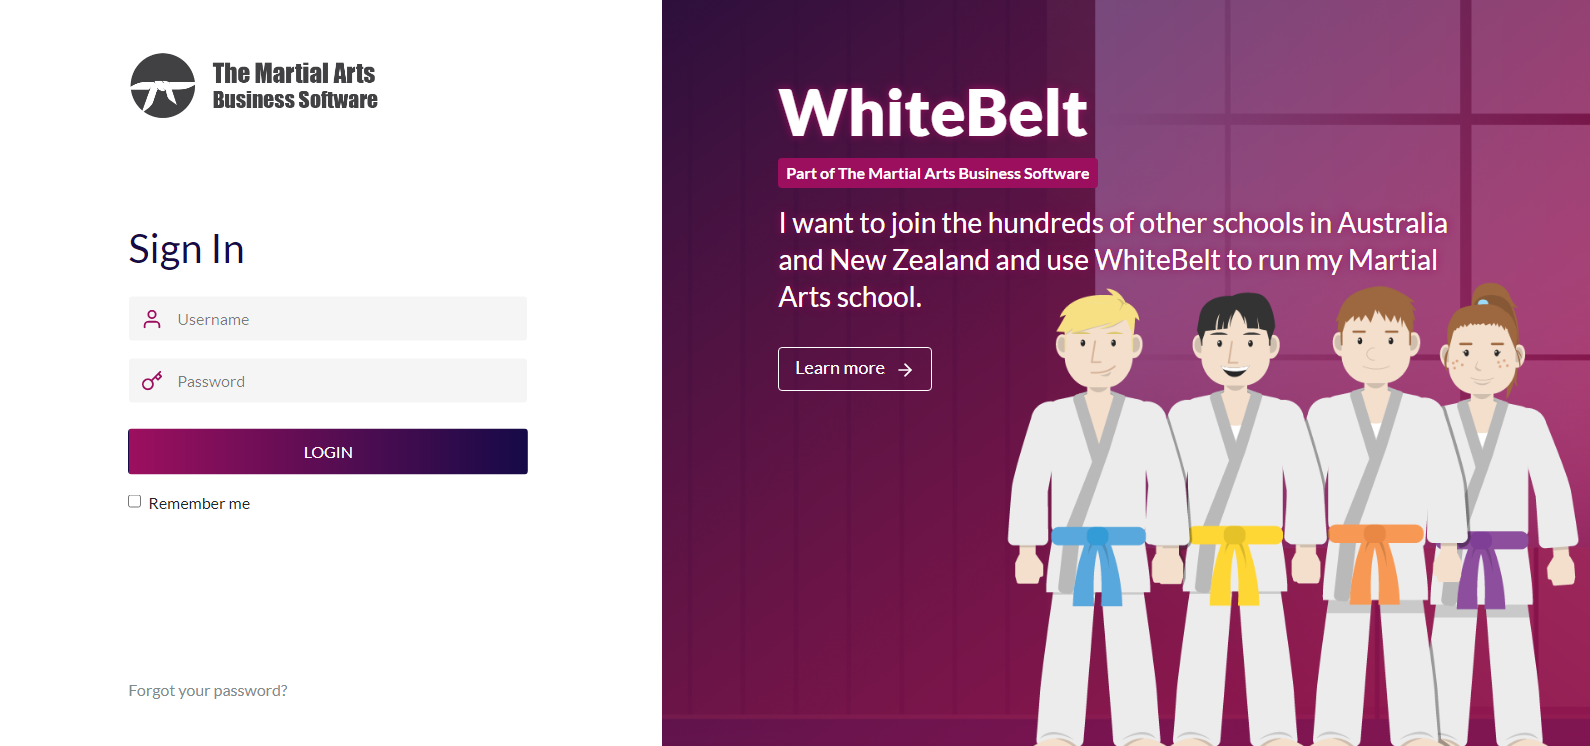 The Martial Arts
Business Software
Sign In
Username
Password
LOGIN
Remember me
Forgot your password?
WhiteBelt
Part of The Martial Arts Business Software
I want to join the hundreds of other schools in Australia
and New Zealand and use WhiteBelt to run my Martial
Arts school.
Learn more